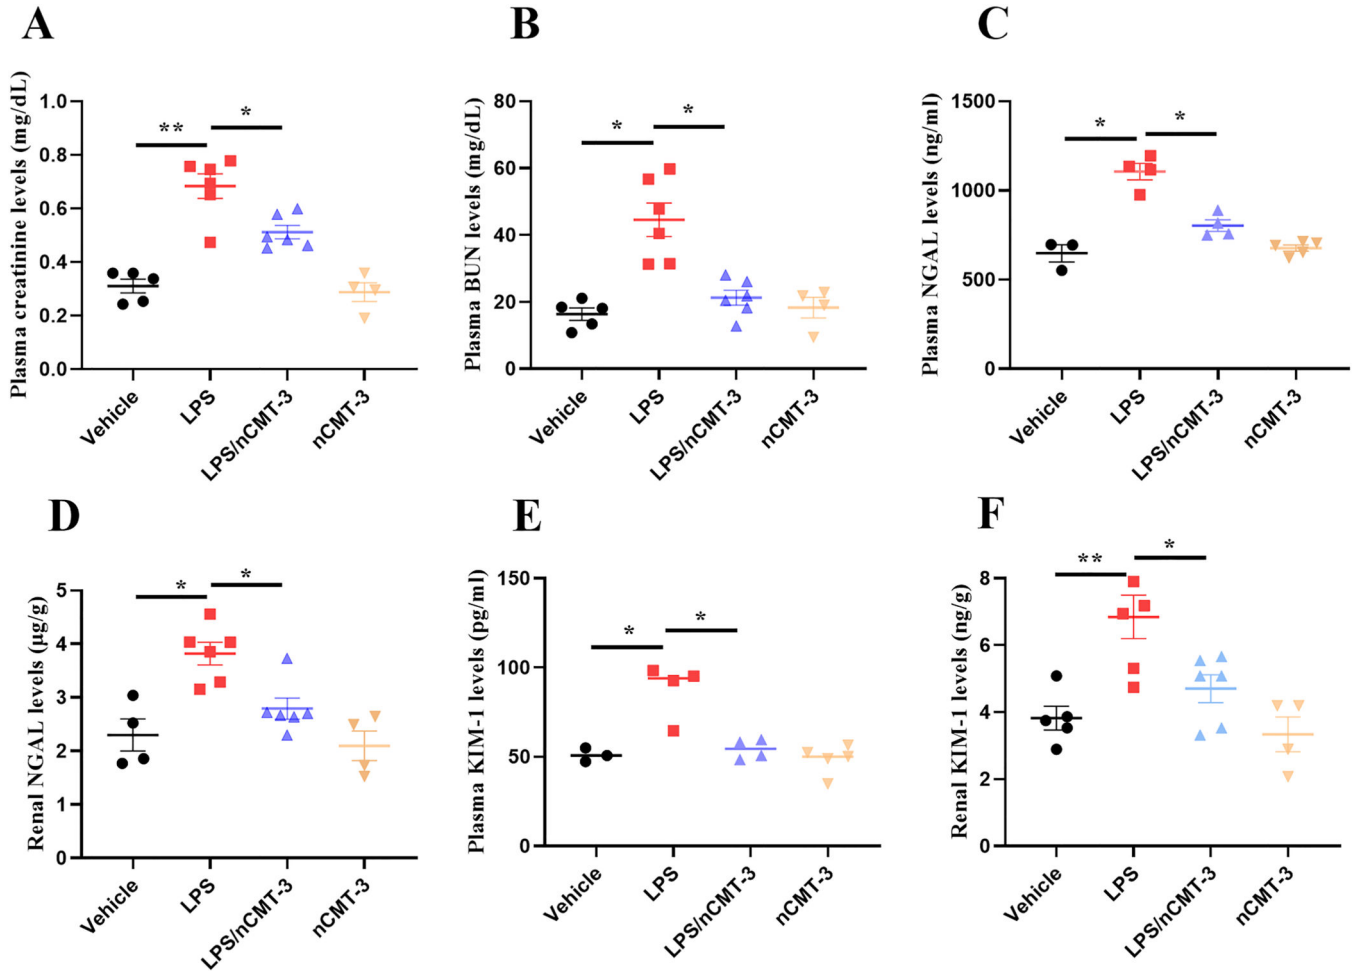 A
Plasma creatinine levels (mg/dL)
1.0
0.8
0.6
0.4
0.2
0.0
**
*
Vehicle
LPS
LPS/nCMT-3
nCMT-3
B
Plasma BUN levels (mg/dL)
80
60
40
20
0
*
*
Vehicle
LPS
LPS/nCMT-3
nCMT-3
C
Plasma NGAL levels (ng/ml)
1500
1000
500
0
*
*
Vehicle
LPS
LPS/nCMT-3
nCMT-3
D
Renal NGAL levels (µg/g)
5
4
3
2
1
0
*
*
Vehicle
LPS
LPS/nCMT-3
nCMT-3
E
Plasma KIM-1 levels (pg/ml)
150
100
50
0
*
*
Vehicle
LPS
LPS/nCMT-3
nCMT-3
F
Renal KIM-1 levels (ng/g)
8
6
4
2
0
**
*
Vehicle
LPS
LPS/nCMT-3
nCMT-3